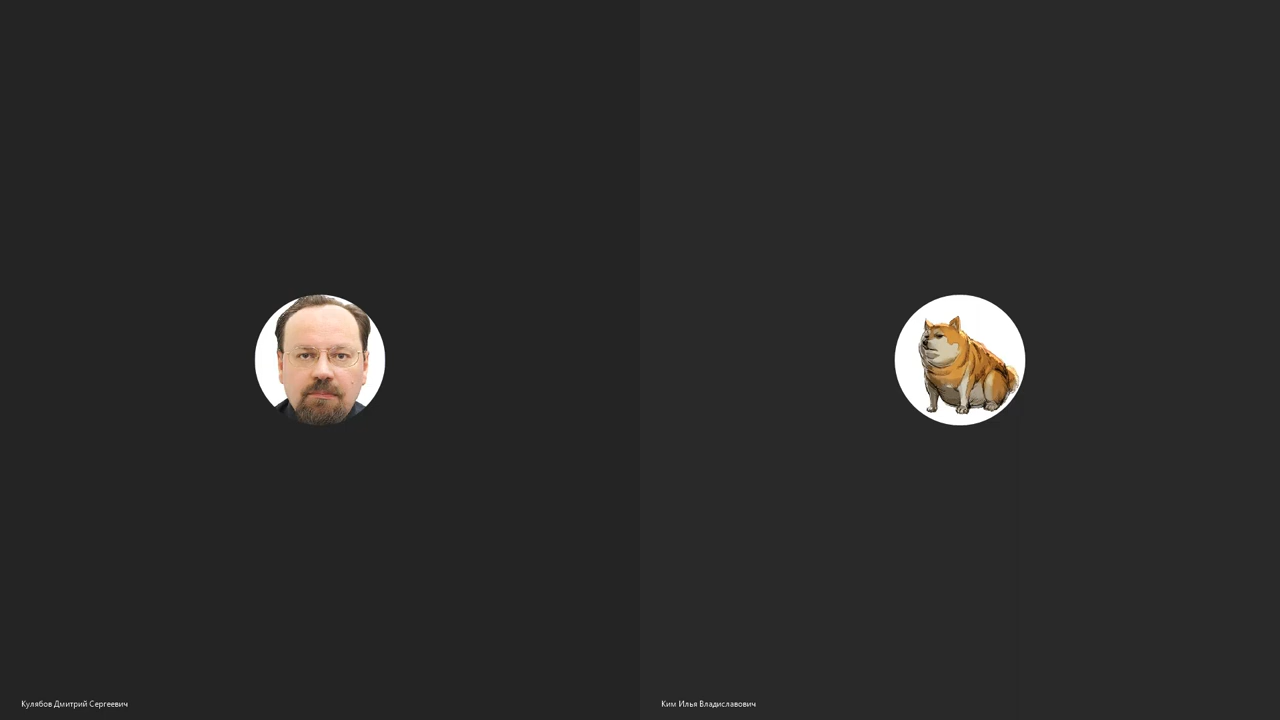 Кулябов Дмитрий Сергеевич
Ким Илья Владиславович